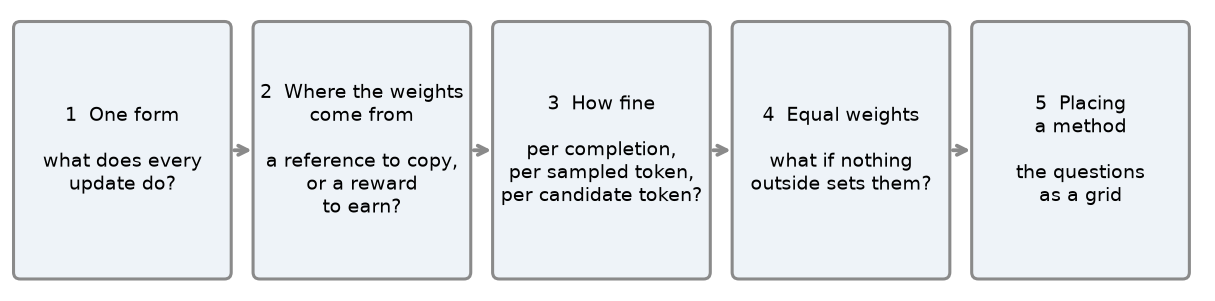 1  One form
what does every
update do?
2  Where the weights
come from
a reference to copy,
or a reward
to earn?
3  How fine
per completion,
per sampled token,
per candidate token?
4  Equal weights
what if nothing
outside sets them?
5  Placing
a method
the questions
as a grid